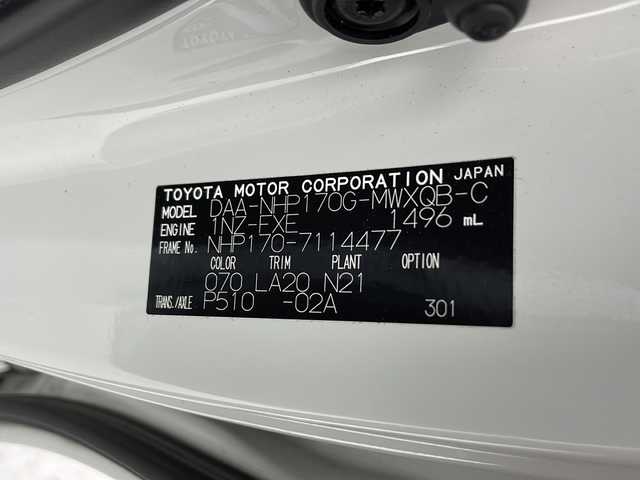 TOYOTA MOTOR CORPORATION JAPAN
MODEL DAA-NHP170G-MWXQB-C
ENGINE 1NZ-FXE 1496 mL
FRAME No. NHP170-7114477
COLOR TRIM PLANT OPTION
070 LA20 N21
TRANS./AXLE P510 -02A 301